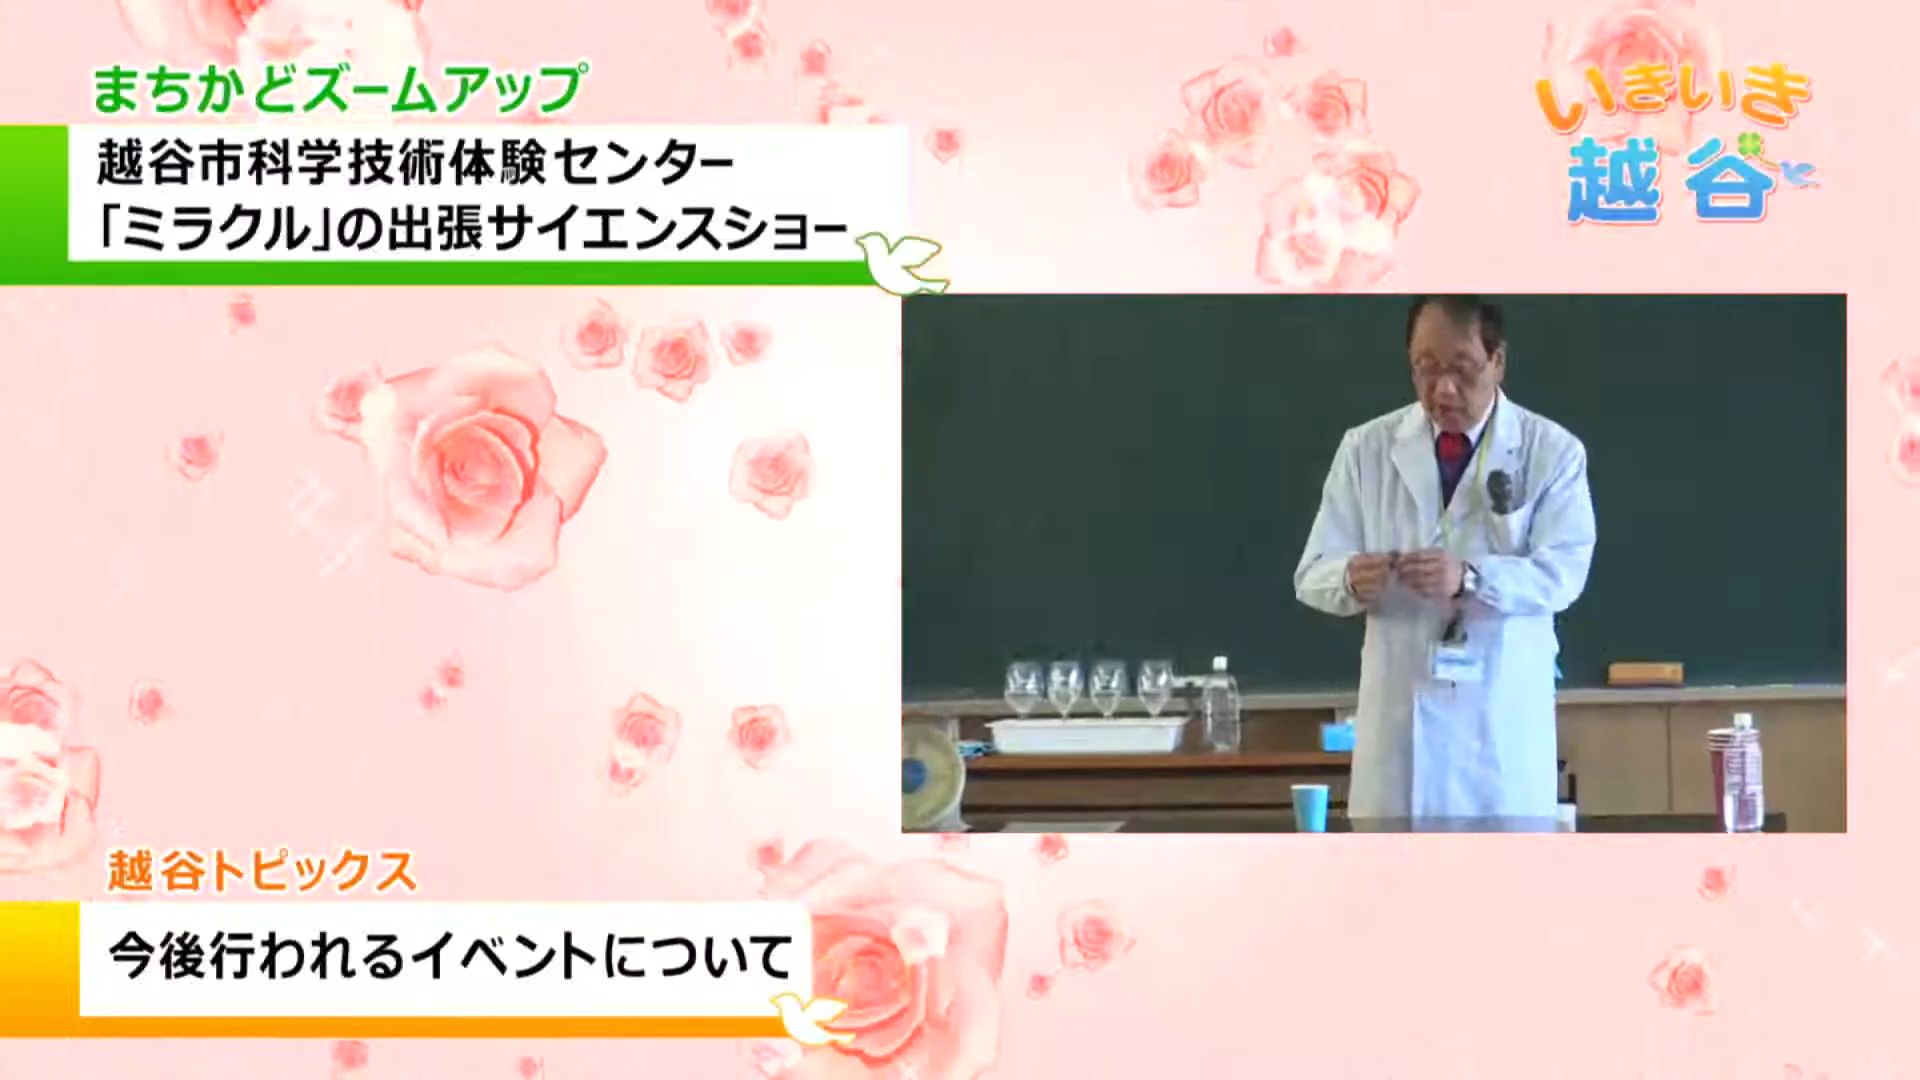 まちかどズームアップ
越谷市科学技術体験センター
「ミラクル」の出張サイエンスショー
いきいき
越谷
越谷トピックス
今後行われるイベントについて